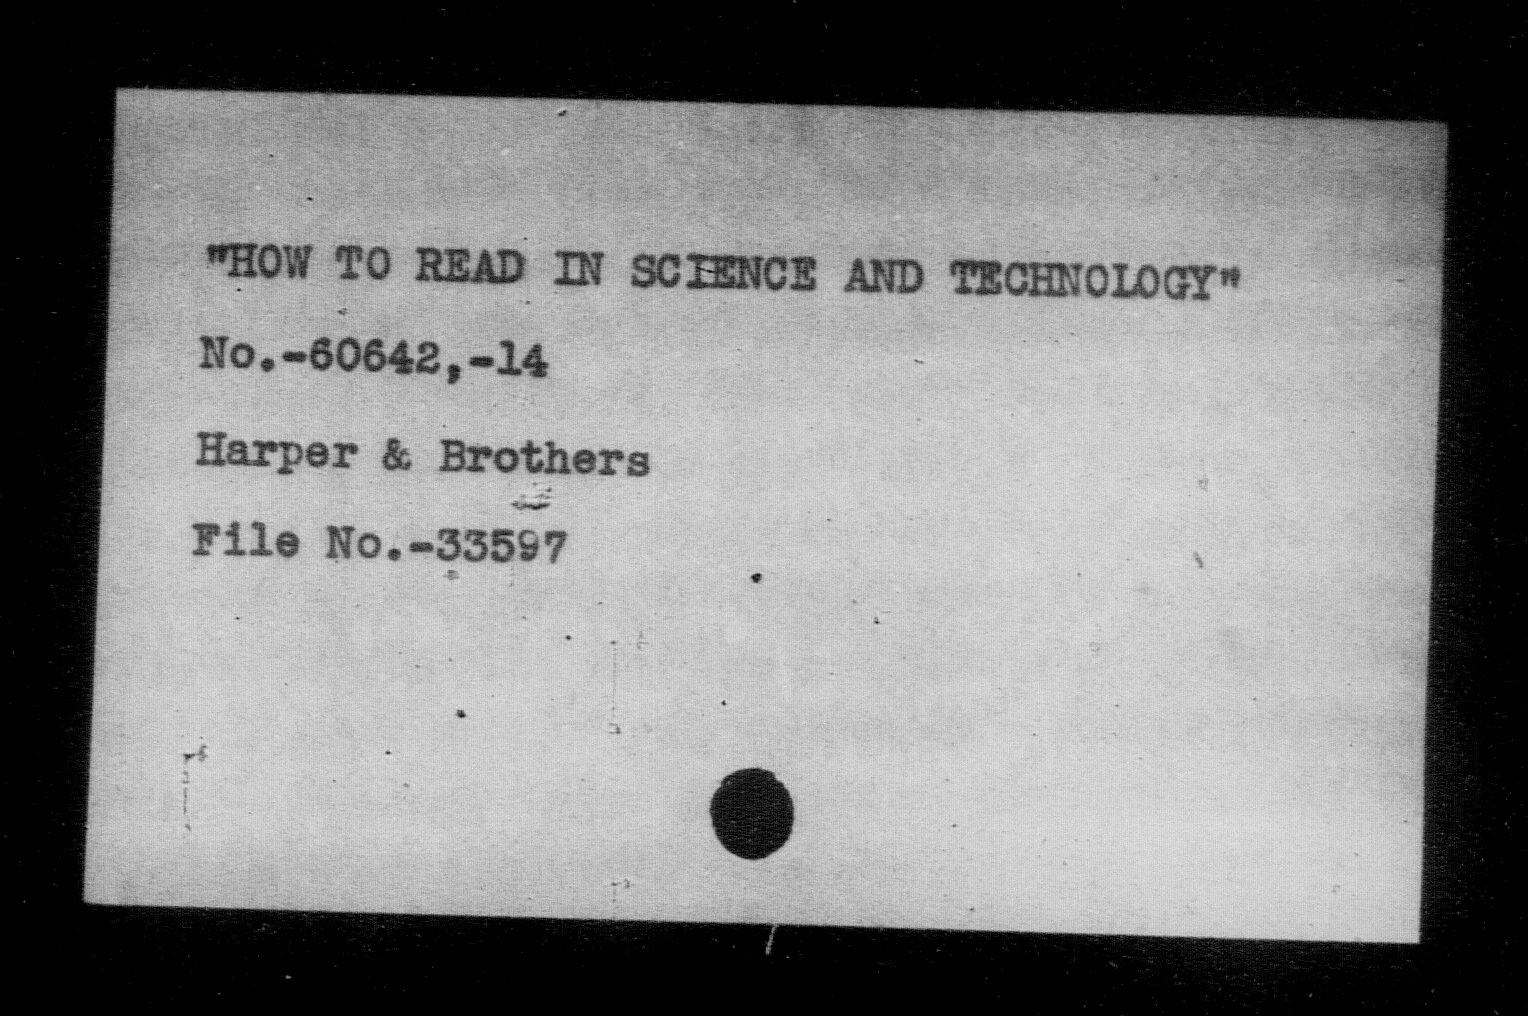 "HOW TO READ IN SCIENCE AND TECHNOLOGY"
No.-60642,-14
Harper & Brothers
File No.-33597